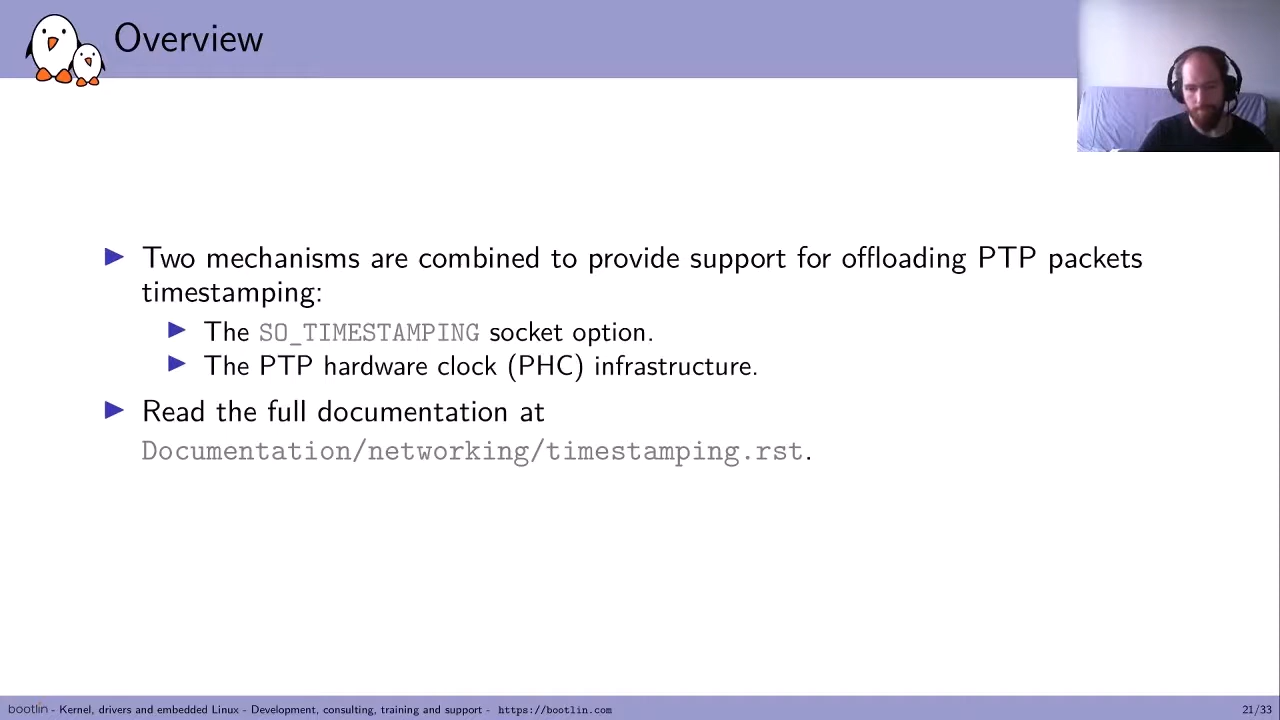 Overview
▶ Two mechanisms are combined to provide support for offloading PTP packets
timestamping:
▶ The SO_TIMESTAMPING socket option.
▶ The PTP hardware clock (PHC) infrastructure.
▶ Read the full documentation at
Documentation/networking/timestamping.rst.
bootlin - Kernel, drivers and embedded Linux - Development, consulting, training and support - https://bootlin.com
21/33